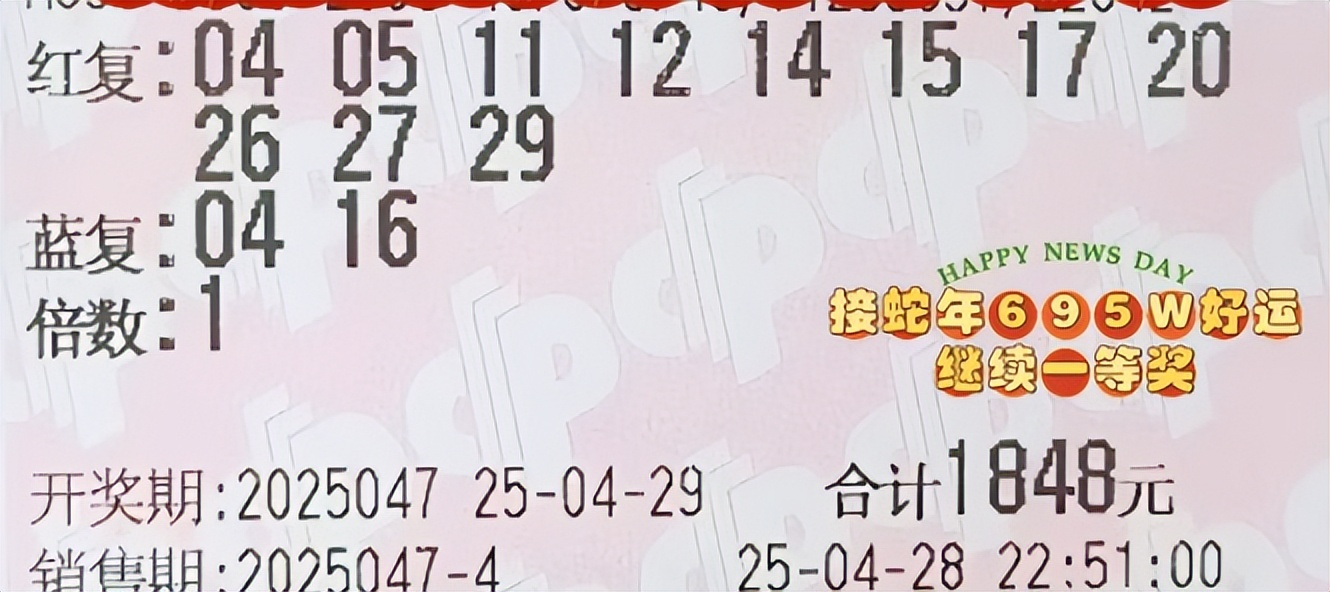 红复:04 05 11 12 14 15 17 20
26 27 29
蓝复:04 16
倍数:1
HAPPY NEWS DAY
接蛇年695W好运
继续一等奖
开奖期:2025047 25-04-29 合计1848元
销售期:2025047-4 25-04-28 22:51:00